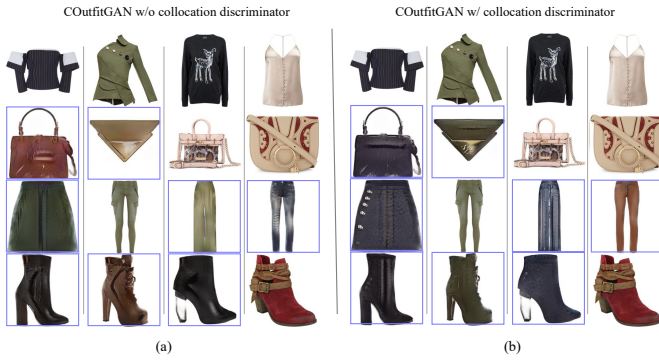 COutfitGAN w/o collocation discriminator
COutfitGAN w/ collocation discriminator
(a)
(b)